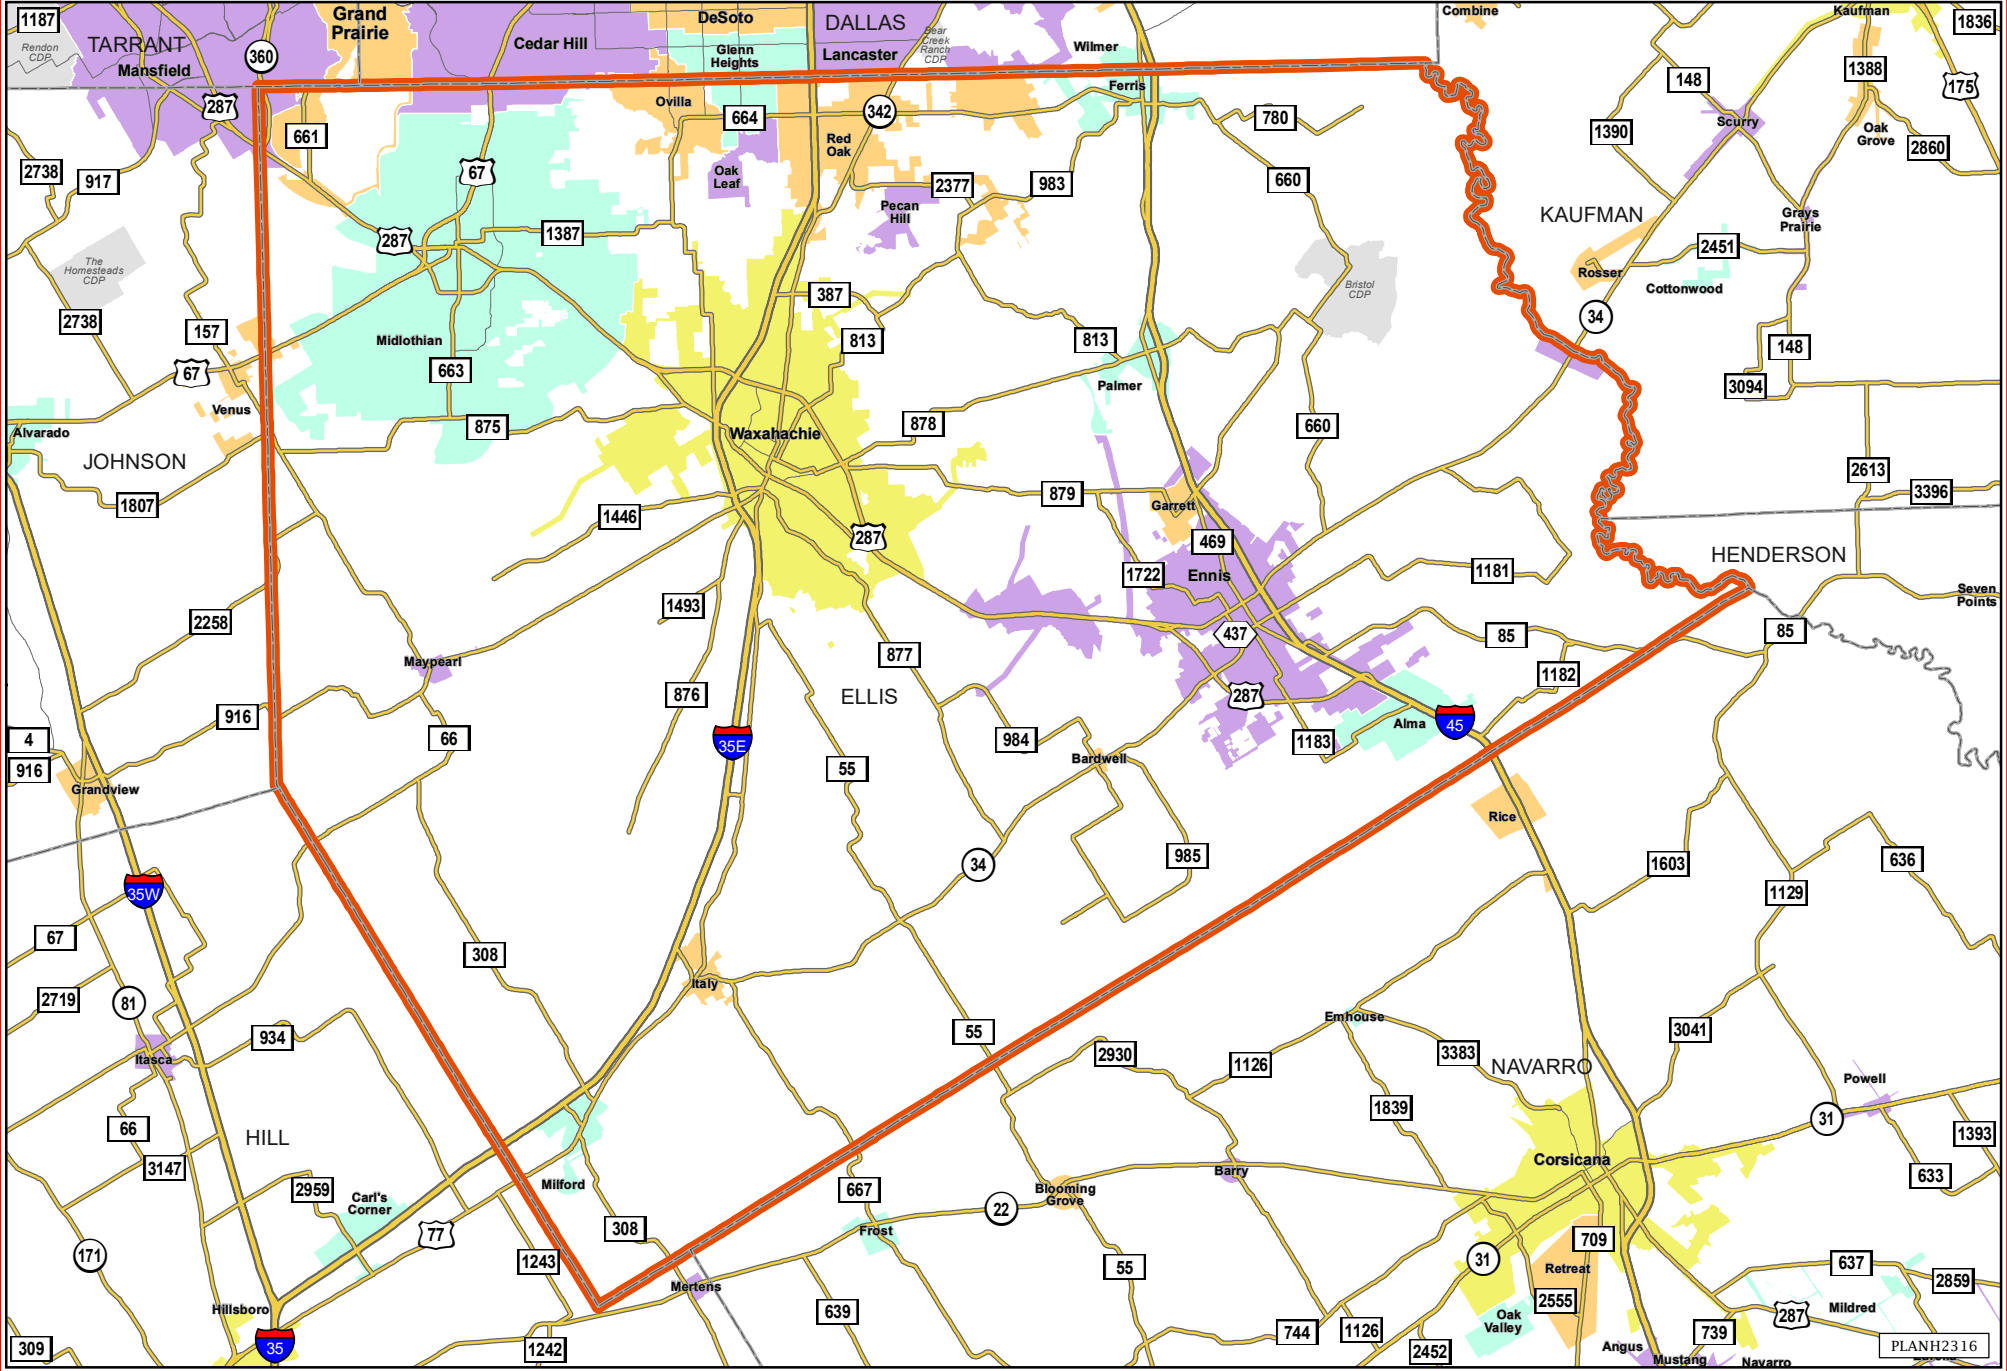 1187
TARRANT
Rendon
CDP
Mansfield
360
Grand
Prairie
Cedar Hill
DeSoto
Glenn
Heights
DALLAS
Lancaster
Bear
Creek
Ranch
CDP
Wilmer
Combine
Kaufman
1836
148
1388
175
287
661
Ovilla
664
342
Ferris
780
1390
Scurry
Oak
Grove
2860
2738
917
67
Red
Oak
Oak
Leaf
2377
983
660
Pecan
Hill
KAUFMAN
Grays
Prairie
287
1387
2451
The
Homesteads
CDP
Rosser
Cottonwood
Bristol
CDP
387
2738
157
34
Midlothian
813
813
148
67
663
Palmer
3094
Venus
Alvarado
875
Waxahachie
878
660
JOHNSON
2613
3396
1807
1446
879
Garrett
287
469
HENDERSON
1722
Ennis
1181
Seven
Points
1493
2258
437
85
85
Maypearl
877
1182
876
ELLIS
287
916
66
35E
984
Alma
45
4
916
1183
Bardwell
55
Grandview
Rice
34
985
1603
636
35W
1129
67
308
Italy
2719
81
Emhouse
934
55
2930
1126
3383
3041
NAVARRO
Itasca
Powell
66
HILL
1839
31
1393
3147
Corsicana
Milford
Barry
633
2959
Carl's
Corner
667
Blooming
Grove
22
Frost
77
308
709
171
1243
31
Retreat
637
55
2859
Mertens
Hillsboro
639
2555
Oak
Valley
287
Mildred
309
35
1242
744
1126
2452
739
Angus
Mustang
Navarro
PLANH2316